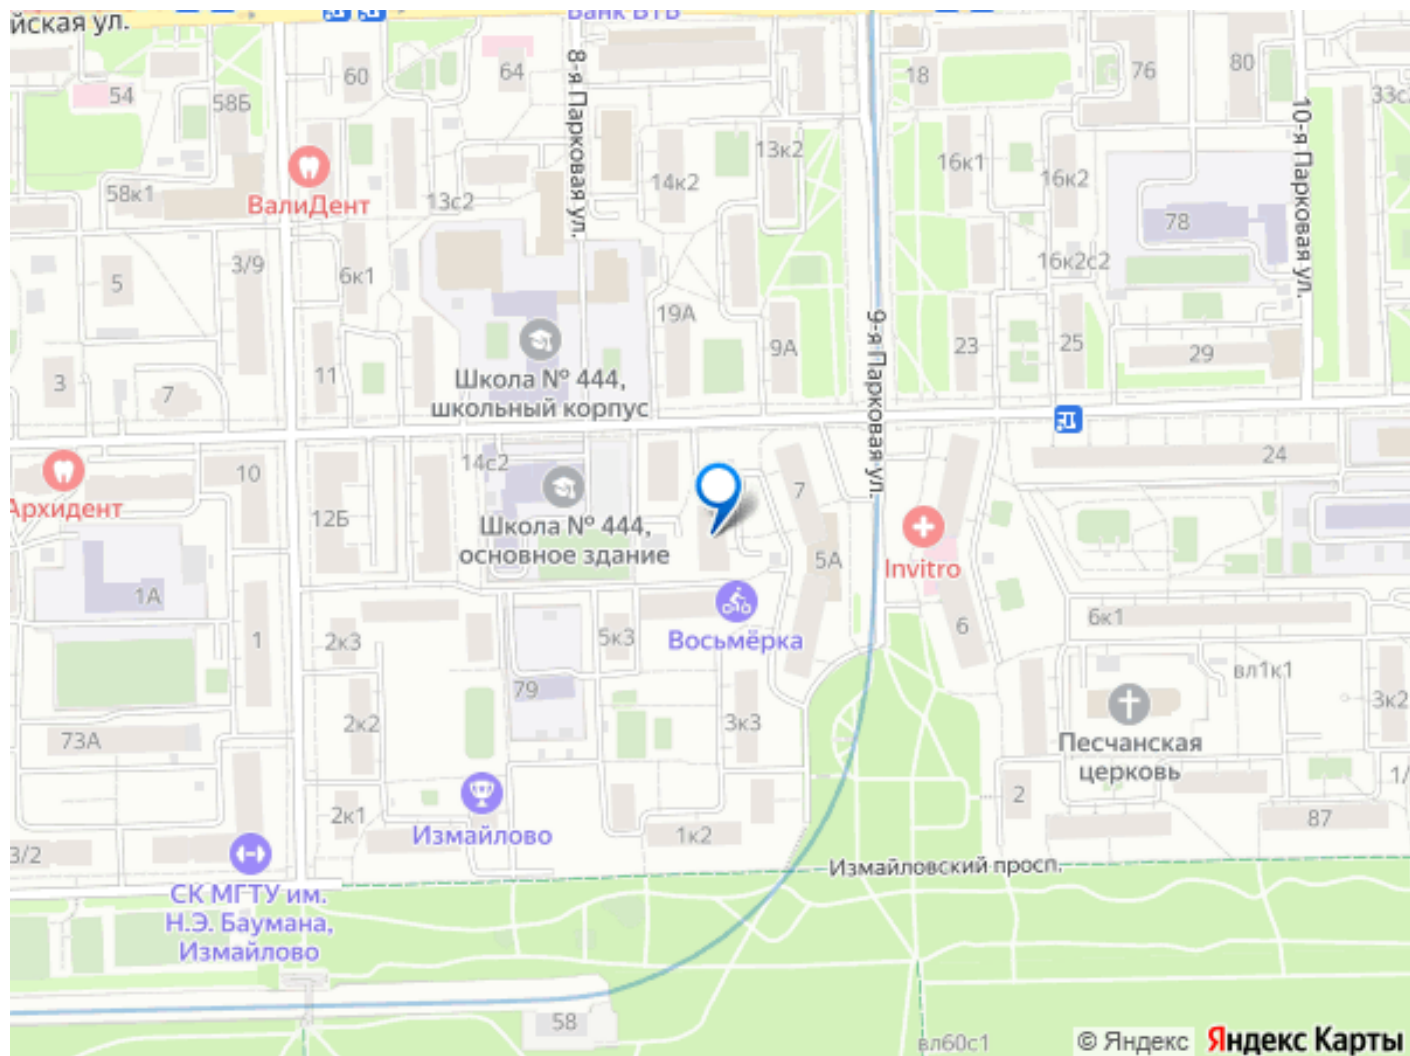 йская ул.
Банк ВТБ
54
58Б
60
64
8-я Парковая ул.
18
76
80
33с
10-я Парковая ул.
58к1
ВалиДент
13с2
14к2
13к2
16к1
16к2
78
5
3/9
6к1
16к2с2
19А
9А
9-я Парковая ул.
23
25
29
3
7
11
Школа № 444,
школьный корпус
10
14с2
24
Архидент
12Б
Школа № 444,
основное здание
7
5А
Invitro
1А
1
2к3
5к3
Восьмёрка
6
6к1
вл1к1
79
2к2
3к3
3к2
73А
Песчанская
церковь
2
1/
2к1
Измайлово
1к2
87
3/2
Измайловский просп.
СК МГТУ им.
Н.Э. Баумана,
Измайлово
58
вл60с1
© Яндекс
Яндекс Карты